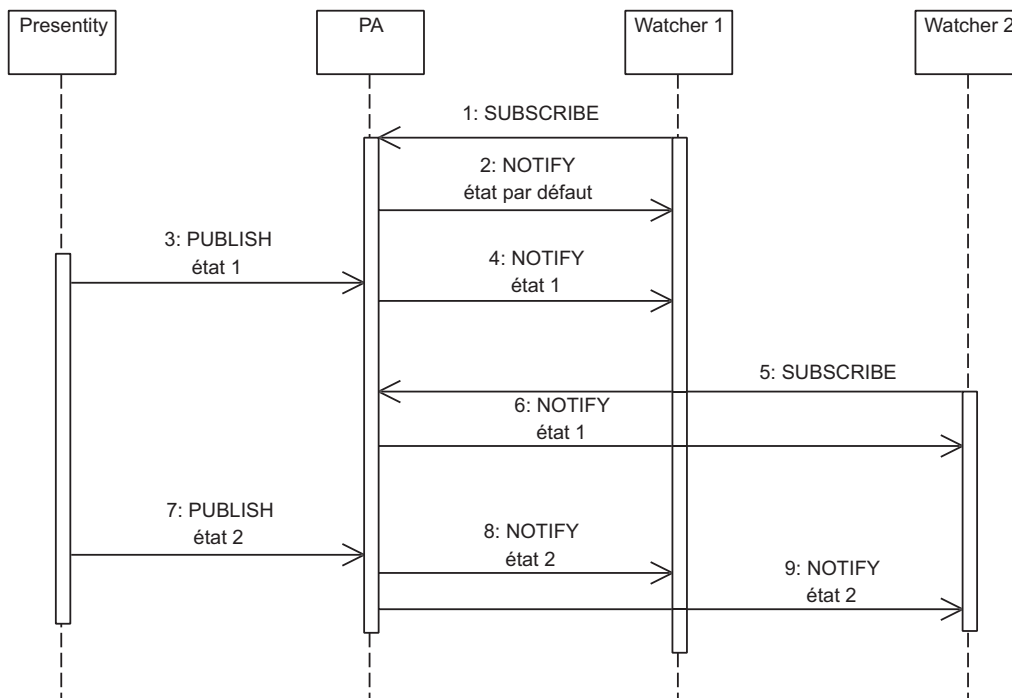 Presentity
PA
Watcher 1
Watcher 2
1: SUBSCRIBE
2: NOTIFY
état par défaut
3: PUBLISH
état 1
4: NOTIFY
état 1
5: SUBSCRIBE
6: NOTIFY
état 1
7: PUBLISH
état 2
8: NOTIFY
état 2
9: NOTIFY
état 2